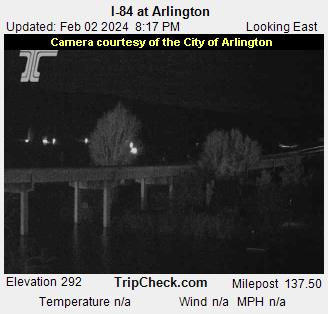 I-84 at Arlington
Updated: Feb 02 2024 8:17 PM Looking East
Camera courtesy of the City of Arlington
Elevation 292 TripCheck.com Milepost 137.50
Temperature n/a Wind n/a MPH n/a